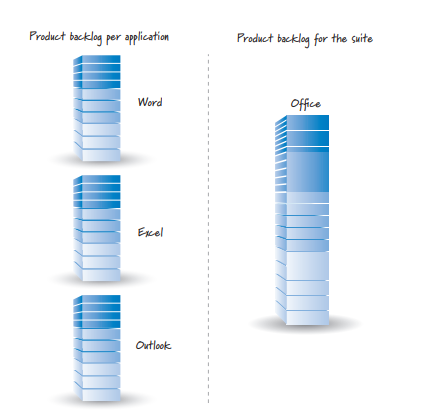 Product backlog per application
Word
Excel
Outlook
Product backlog for the suite
Office